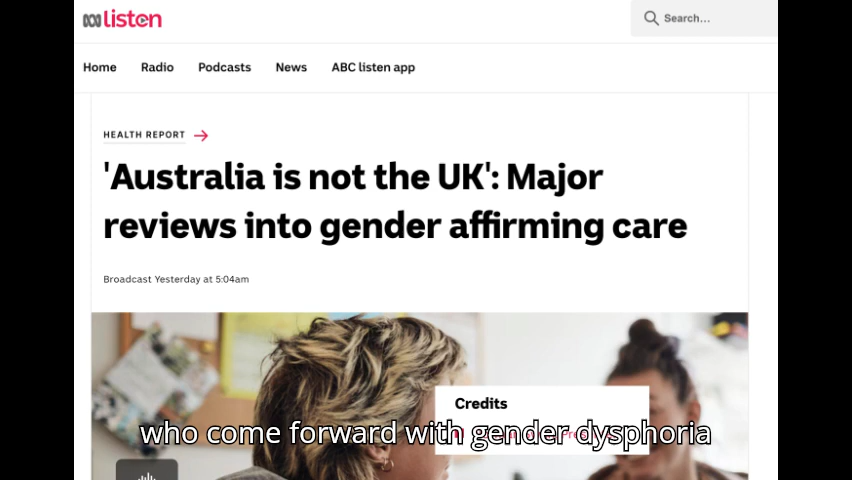 listen
Search...
Home Radio Podcasts News ABC listen app
HEALTH REPORT
'Australia is not the UK': Major
reviews into gender affirming care
Broadcast Yesterday at 5:04am
Credits
who come forward with gender dysphoria